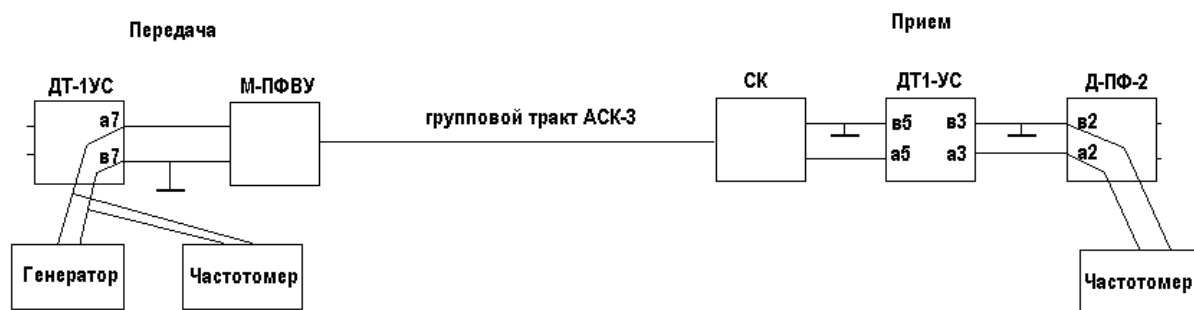 Передача
Прием
ДТ-1УС
М-ПФВУ
СК
ДТ1-УС
Д-ПФ-2
а7
групповой тракт АСК-3
в5
в3
в2
в7
а5
а3
а2
Генератор
Частотомер
Частотомер